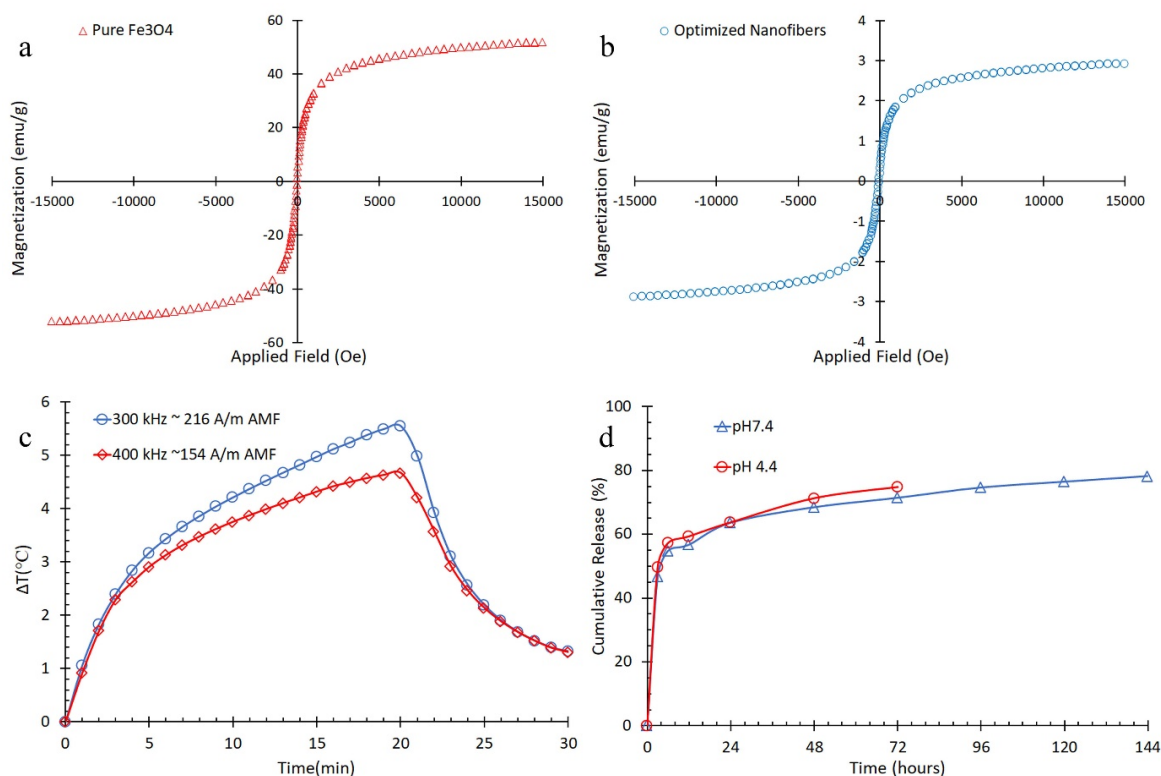 a
Pure Fe3O4
Magnetization (emu/g)
60
40
20
0
-20
-40
-60
-15000 -10000 -5000 0 5000 10000 15000
Applied Field (Oe)
b
Optimized Nanofibers
Magnetization (emu/g)
4
3
2
1
0
-1
-2
-3
-4
-15000 -10000 -5000 0 5000 10000 15000
Applied Field (Oe)
c
300 kHz ~ 216 A/m AMF
400 kHz ~154 A/m AMF
ΔT(°C)
6
5
4
3
2
1
0
0 5 10 15 20 25 30
Time(min)
d
pH7.4
pH 4.4
Cumulative Release (%)
100
80
60
40
20
0
0 24 48 72 96 120 144
Time (hours)